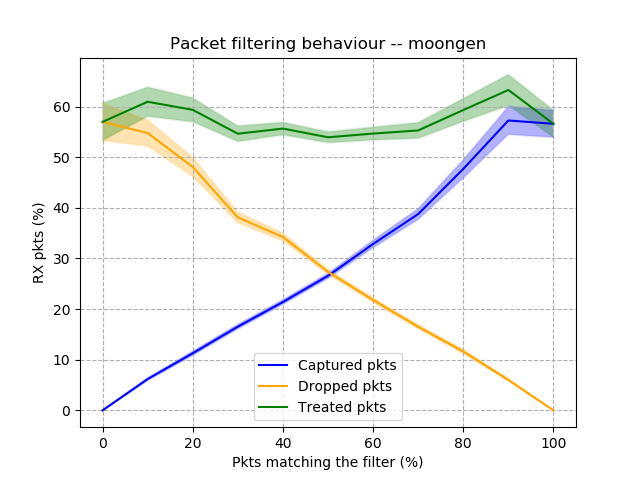 Packet filtering behaviour -- moongen
RX pkts (%)
60
50
40
30
20
10
0
Captured pkts
Dropped pkts
Treated pkts
0 20 40 60 80 100
Pkts matching the filter (%)